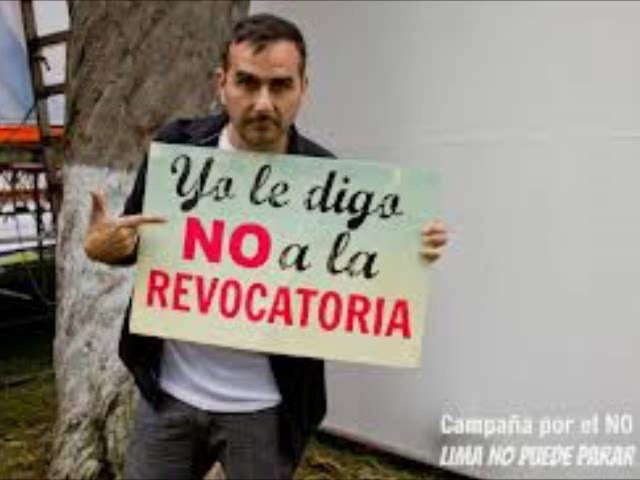 Yo le digo
NO a la
REVOCATORIA
Campaña por el NO
LIMA NO PUEDE PARAR